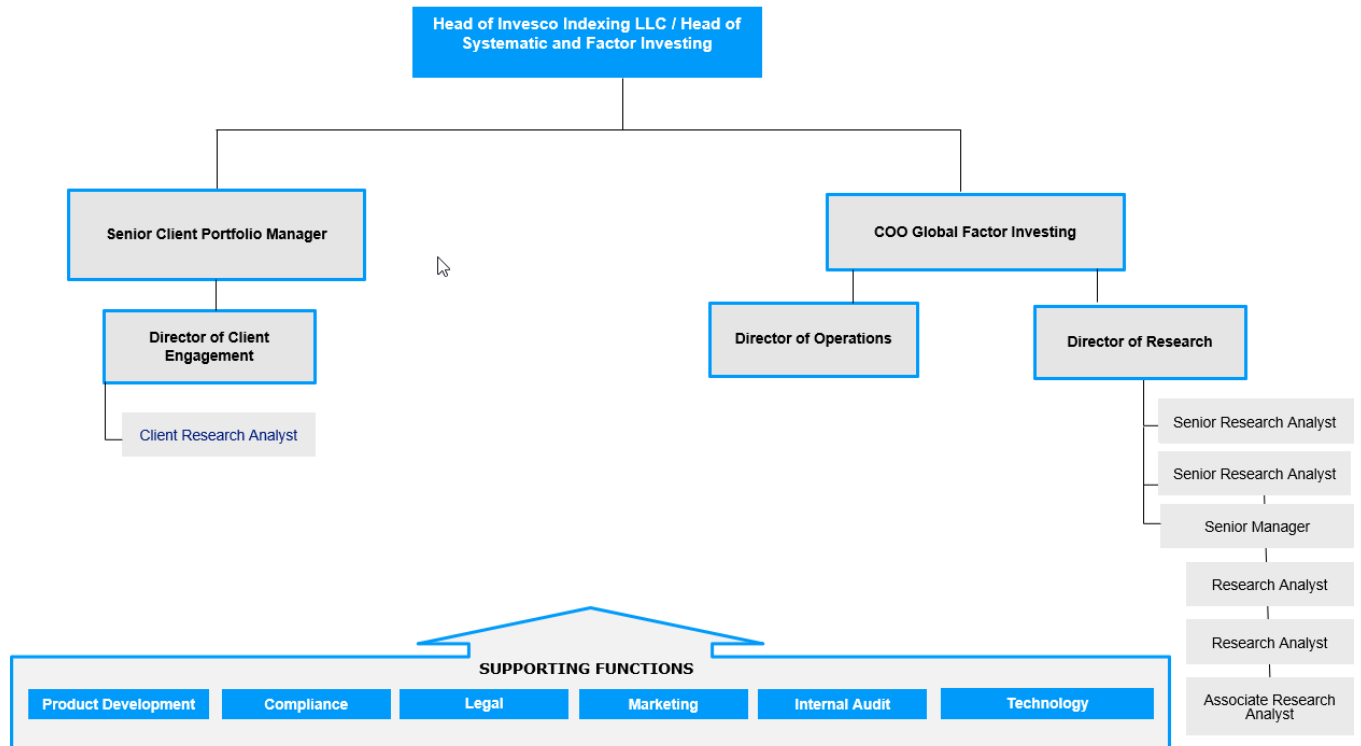 Head of Invesco Indexing LLC / Head of
Systematic and Factor Investing
Senior Client Portfolio Manager
COO Global Factor Investing
Director of Client
Engagement
Director of Operations
Director of Research
Client Research Analyst
Senior Research Analyst
Senior Research Analyst
Senior Manager
Research Analyst
Research Analyst
Associate Research
Analyst
SUPPORTING FUNCTIONS
Product Development
Compliance
Legal
Marketing
Internal Audit
Technology